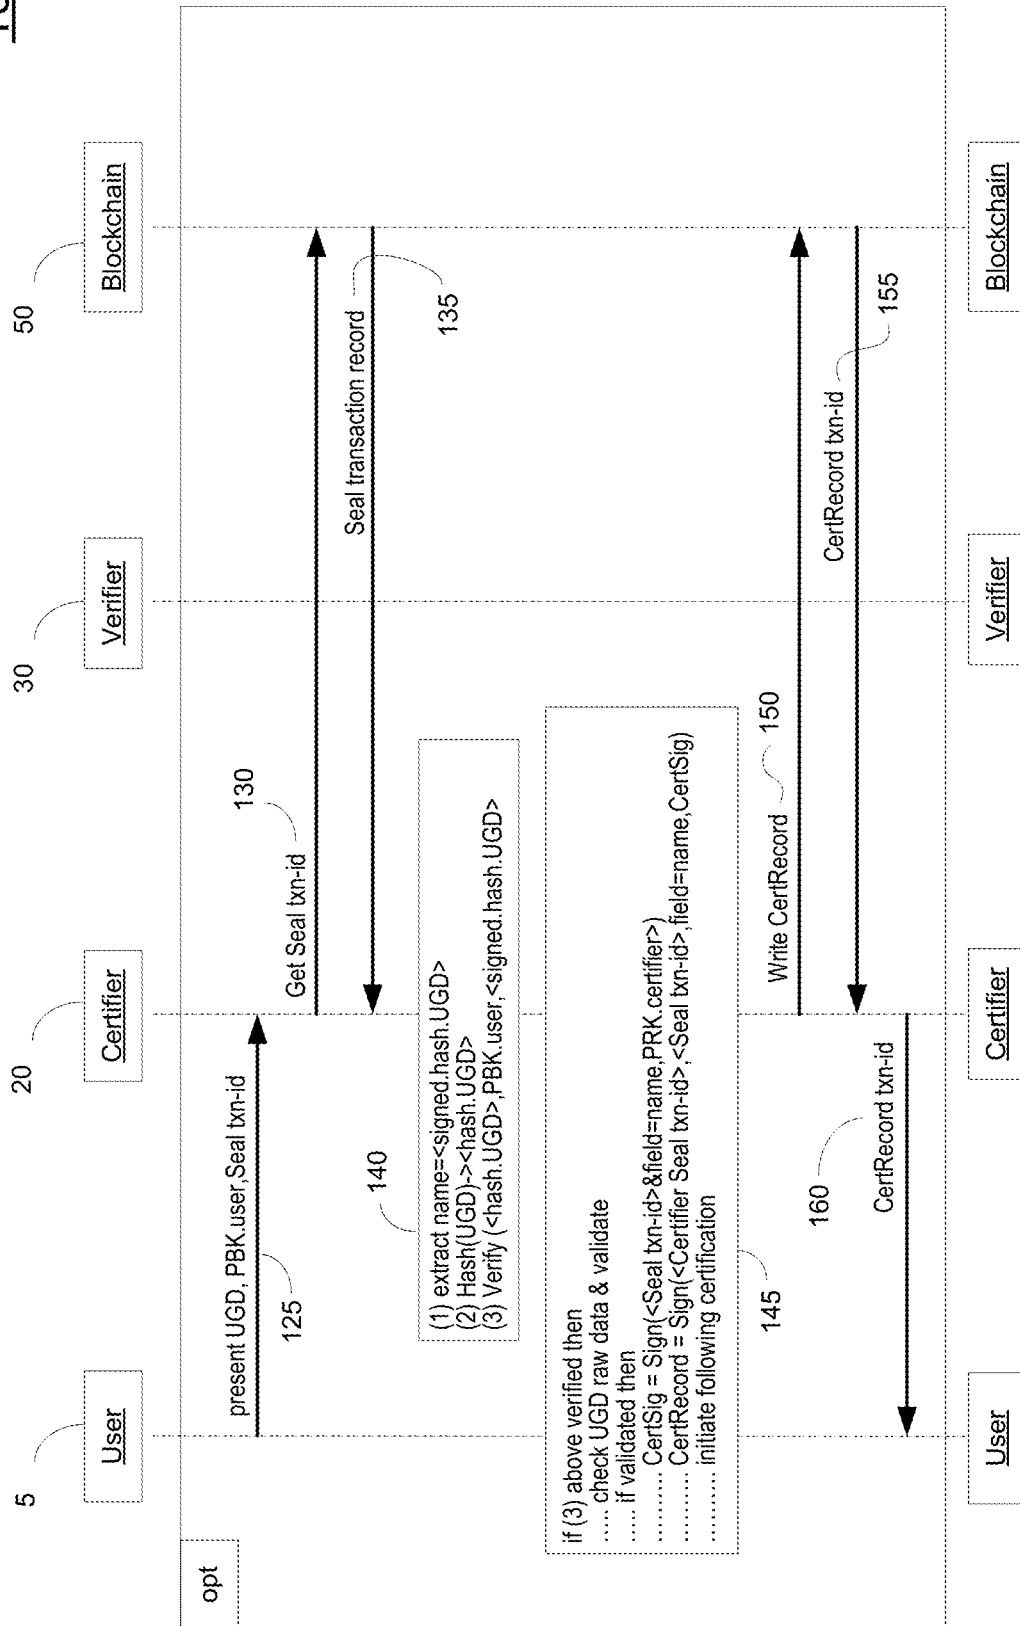 5
20
30
50
User
Certifier
Verifier
Blockchain
opt
present UGD, PBK.user,Seal txn-id
125
Get Seal txn-id
130
Seal transaction record
135
140
(1) extract name=<signed.hash.UGD>
(2) Hash(UGD)-><hash.UGD>
(3) Verify (<hash.UGD>,PBK.user,<signed.hash.UGD>
if (3) above verified then
..... check UGD raw data & validate
..... if validated then
........... CertSig = Sign(<Seal txn-id>&field=name,PRK.certifier>)
........... CertRecord = Sign(<Certifier Seal txn-id>,<Seal txn-id>,field=name,CertSig)
........... initiate following certification
145
Write CertRecord
150
CertRecord txn-id
155
160
CertRecord txn-id
User
Certifier
Verifier
Blockchain